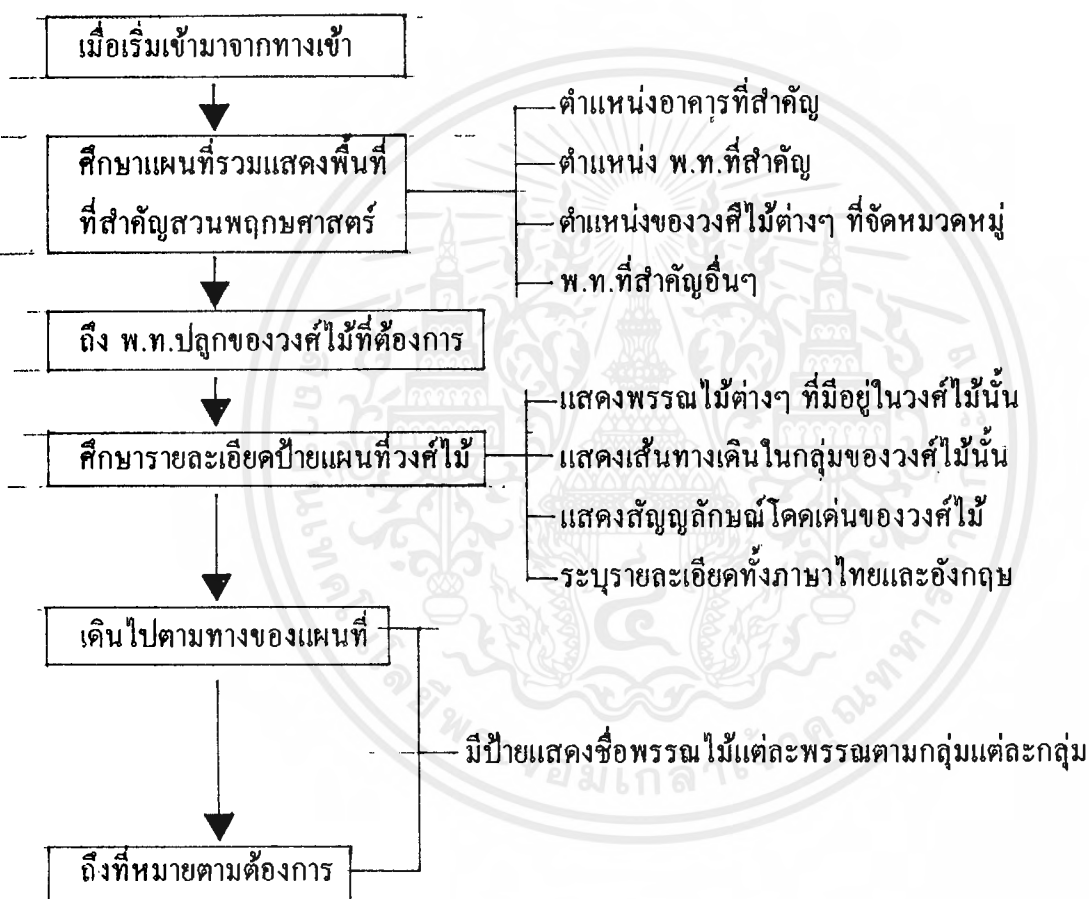 เมื่อเริ่มเข้ามาจากทางเข้า
ศึกษาแผนที่รวมแสดงพื้นที่
ที่สำคัญสวนพฤกษศาสตร์
ตำแหน่งอาคารที่สำคัญ
ตำแหน่ง พ.ท.ที่สำคัญ
ตำแหน่งของวงศ์ไม้ต่างๆ ที่จัดหมวดหมู่
พ.ท.ที่สำคัญอื่นๆ
ถึง พ.ท.ปลูกของวงศ์ไม้ที่ต้องการ
ศึกษารายละเอียดป้ายแผนที่วงศ์ไม้
แสดงพรรณไม้ต่างๆ ที่มีอยู่ในวงศ์ไม้นั้น
แสดงเส้นทางเดินในกลุ่มของวงศ์ไม้นั้น
แสดงสัญญลักษณ์โดดเด่นของวงศ์ไม้
ระบุรายละเอียดทั้งภาษาไทยและอังกฤษ
เดินไปตามทางของแผนที่
มีป้ายแสดงชื่อพรรณไม้แต่ละพรรณตามกลุ่มแต่ละกลุ่ม
ถึงที่หมายตามต้องการ